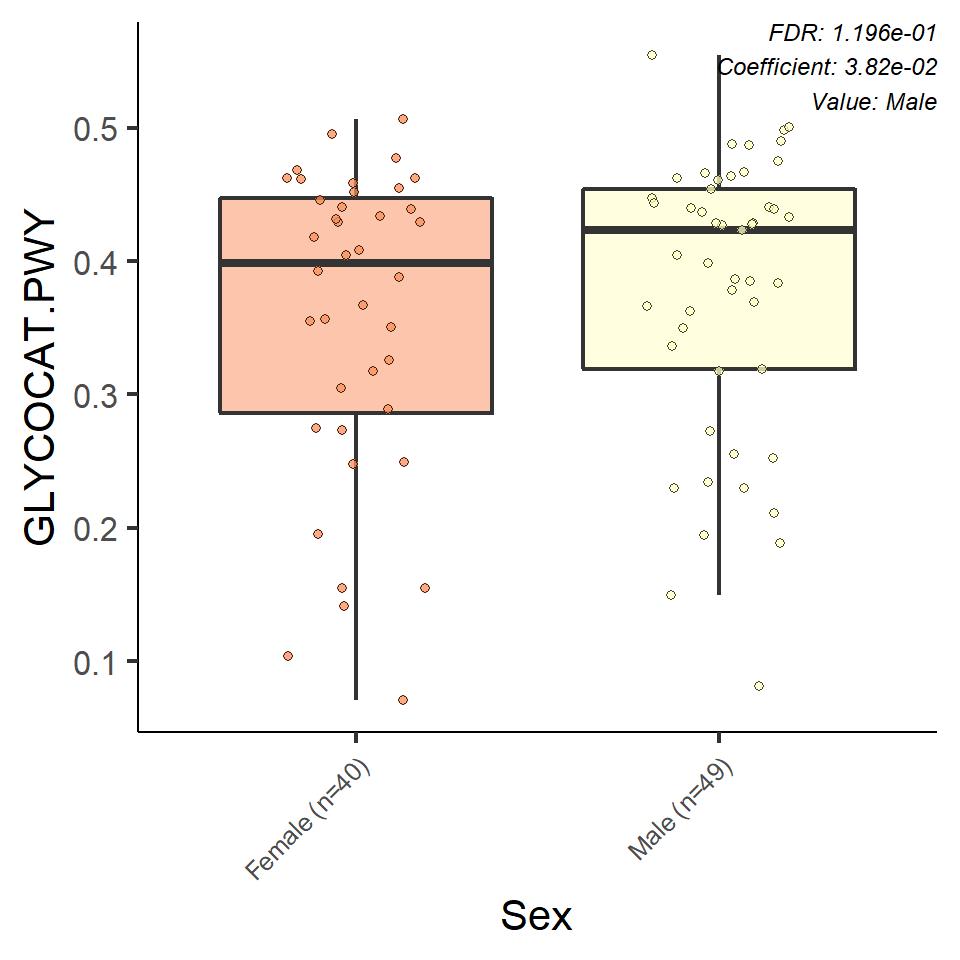 FDR: 1.196e-01
Coefficient: 3.82e-02
Value: Male
GLYCOCAT.PWY
0.5
0.4
0.3
0.2
0.1
Female (n=40)
Male (n=49)
Sex